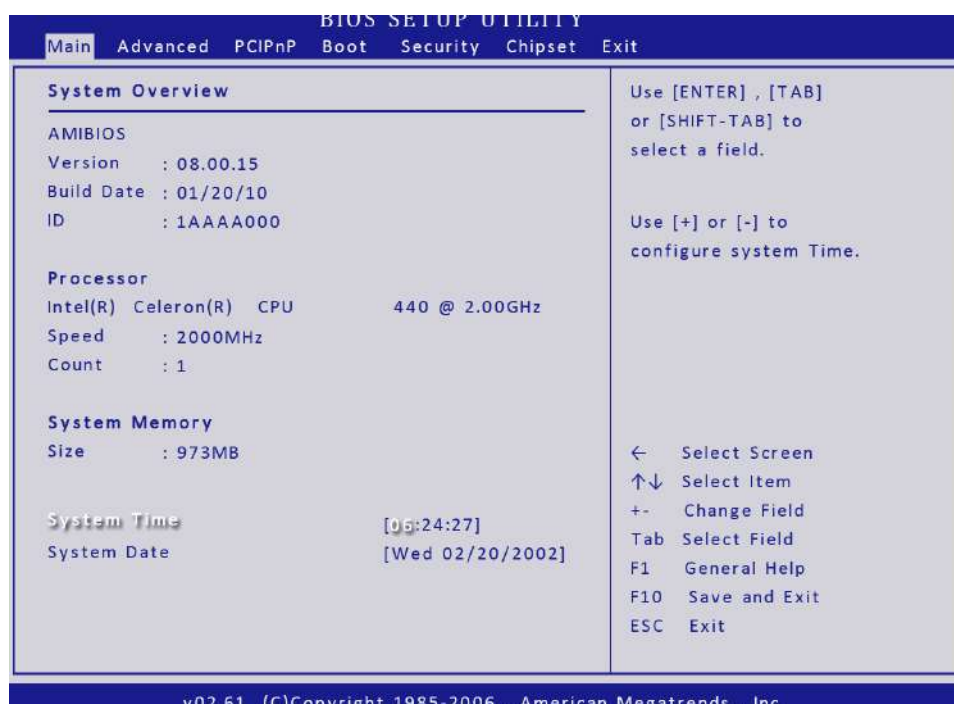 BIOS SETUP UTILITY
Main Advanced PCIPnP Boot Security Chipset Exit
System Overview
AMIBIOS
Version : 08.00.15
Build Date : 01/20/10
ID : 1AAAA000
Processor
Intel(R) Celeron(R) CPU 440 @ 2.00GHz
Speed : 2000MHz
Count : 1
System Memory
Size : 973MB
System Time [06:24:27]
System Date [Wed 02/20/2002]
Use [ENTER] , [TAB]
or [SHIFT-TAB] to
select a field.
Use [+] or [-] to
configure system Time.
← Select Screen
↑↓ Select Item
+- Change Field
Tab Select Field
F1 General Help
F10 Save and Exit
ESC Exit
v02.61 (C)Copyright 1985-2006, American Megatrends, Inc.